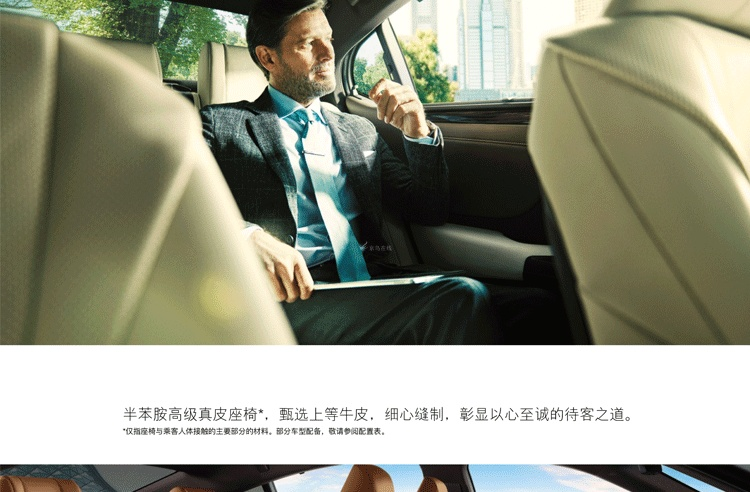 半苯胺高级真皮座椅*，甄选上等牛皮，细心缝制，彰显以心至诚的待客之道。
*仅指座椅与乘客人体接触的主要部分的材料。部分车型配备，敬请参阅配置表。